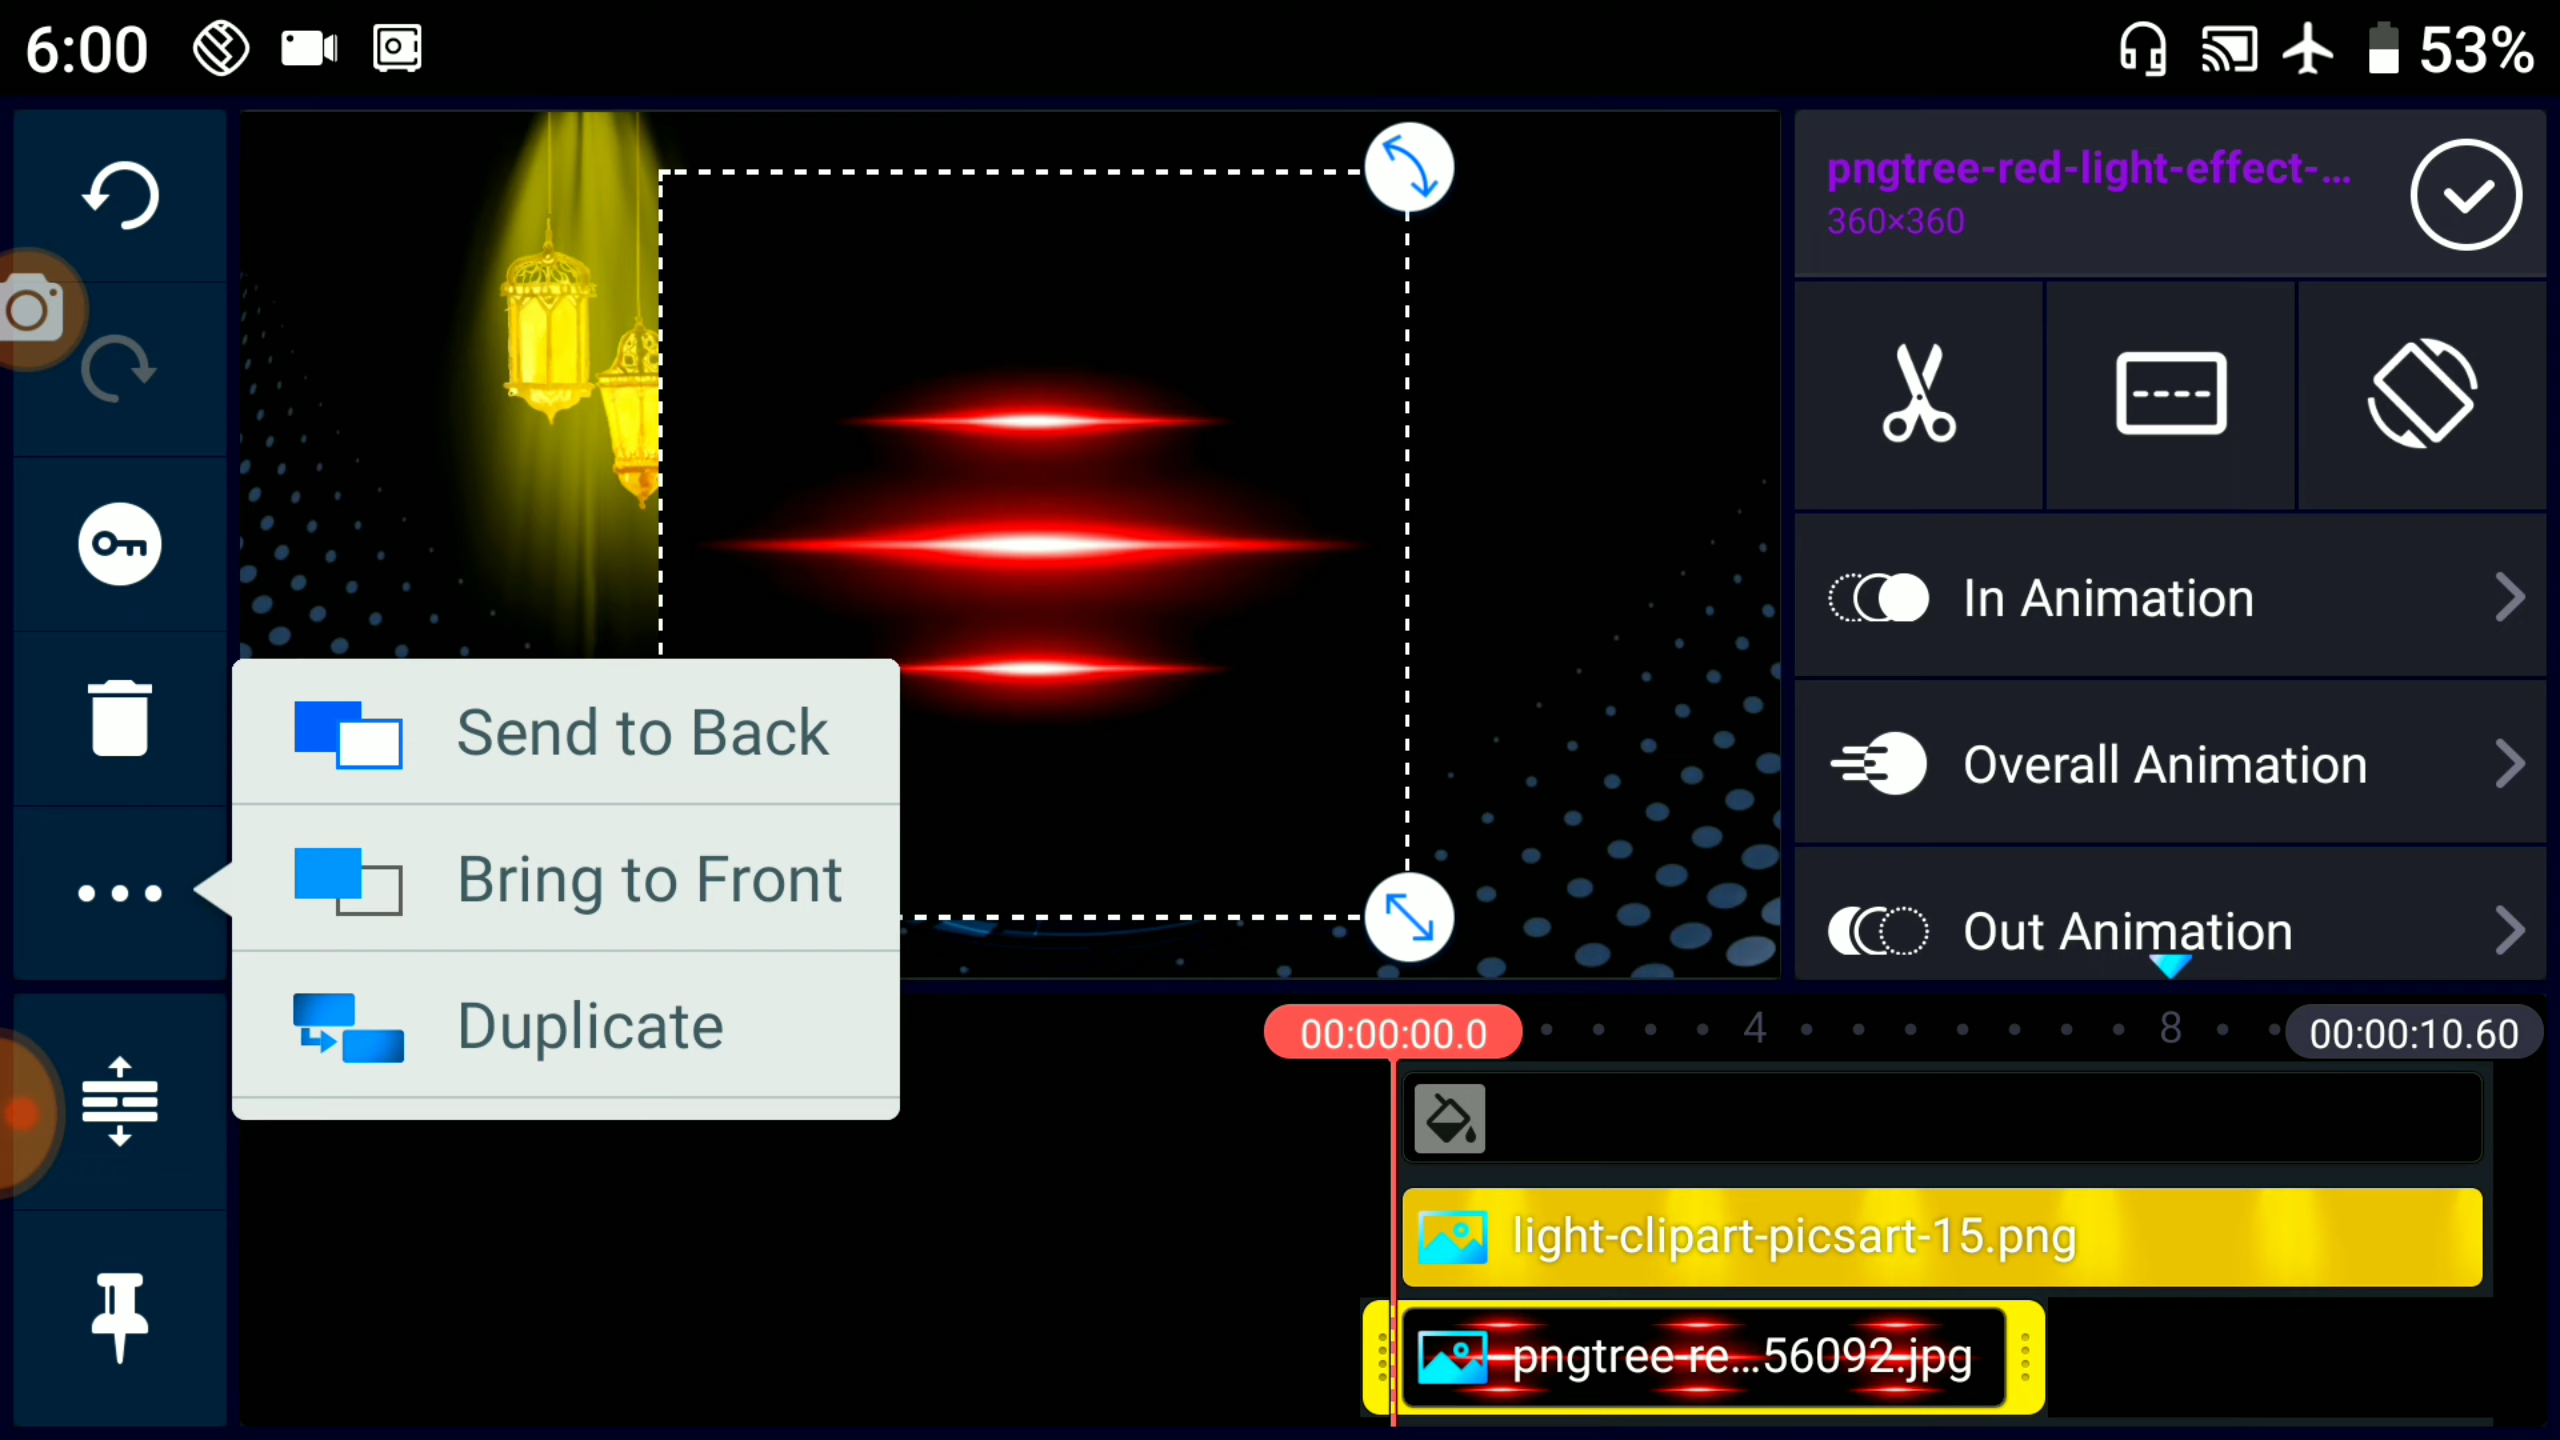 6:00
53%
pngtree-red-light-effect-...
360×360
In Animation
Overall Animation
Out Animation
Send to Back
Bring to Front
Duplicate
00:00:00.0
4
8
00:00:10.60
light-clipart-picsart-15.png
pngtree-re...56092.jpg